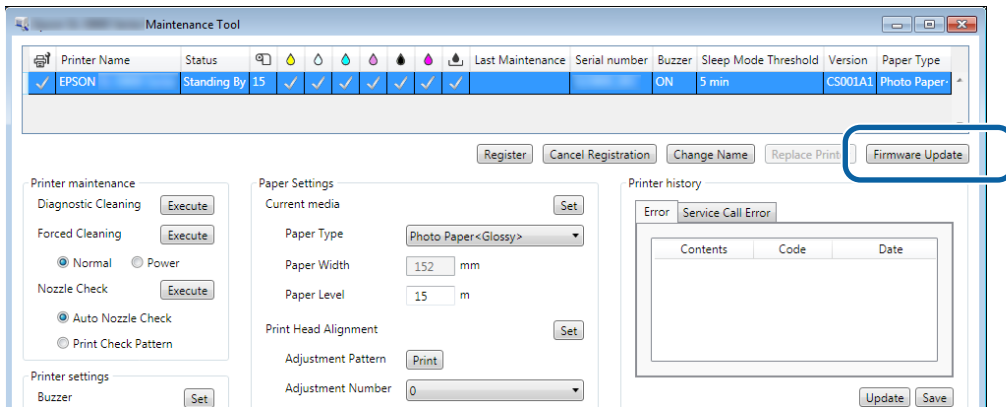 Maintenance Tool
Printer Name Status Last Maintenance Serial number Buzzer Sleep Mode Threshold Version Paper Type
EPSON Standing By 15 ON 5 min CS001A1 Photo Paper
Register Cancel Registration Change Name Replace Firmware Update
Printer maintenance
Diagnostic Cleaning Execute
Forced Cleaning Execute
Normal Power
Nozzle Check Execute
Auto Nozzle Check
Print Check Pattern
Printer settings
Buzzer Set
Paper Settings
Current media Set
Paper Type Photo Paper<Glossy>
Paper Width 152 mm
Paper Level 15 m
Print Head Alignment Set
Adjustment Pattern Print
Adjustment Number 0
Printer history
Error Service Call Error
Contents Code Date
Update Save